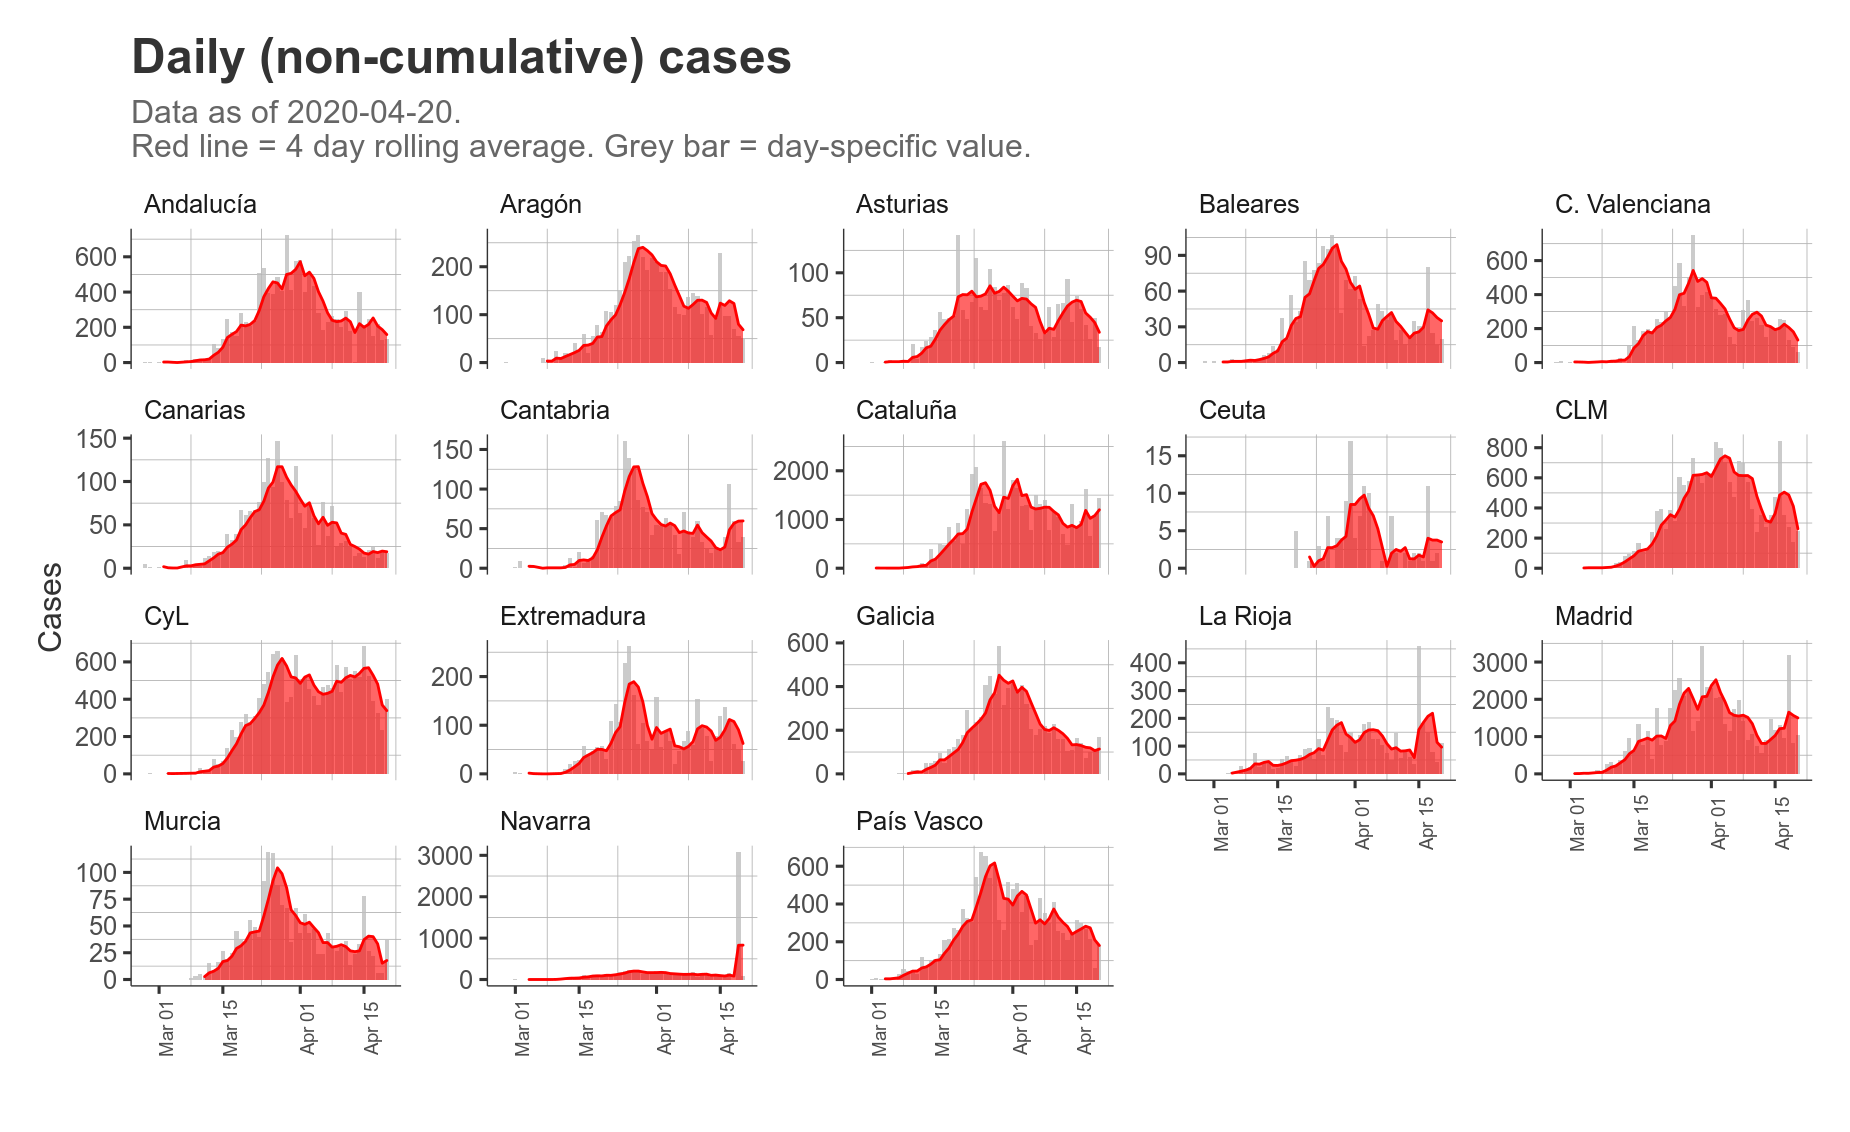 Daily (non-cumulative) cases
Data as of 2020-04-20.
Red line = 4 day rolling average. Grey bar = day-specific value.
Cases
Andalucía
600
400
200
0
Aragón
200
100
0
Asturias
100
50
0
Baleares
90
60
30
0
C. Valenciana
600
400
200
0
Canarias
150
100
50
0
Cantabria
150
100
50
0
Cataluña
2000
1000
0
Ceuta
15
10
5
0
CLM
800
600
400
200
0
CyL
600
400
200
0
Extremadura
200
100
0
Galicia
600
400
200
0
La Rioja
400
300
200
100
0
Mar 01
Mar 15
Apr 01
Apr 15
Madrid
3000
2000
1000
0
Mar 01
Mar 15
Apr 01
Apr 15
Murcia
100
75
50
25
0
Mar 01
Mar 15
Apr 01
Apr 15
Navarra
3000
2000
1000
0
Mar 01
Mar 15
Apr 01
Apr 15
País Vasco
600
400
200
0
Mar 01
Mar 15
Apr 01
Apr 15